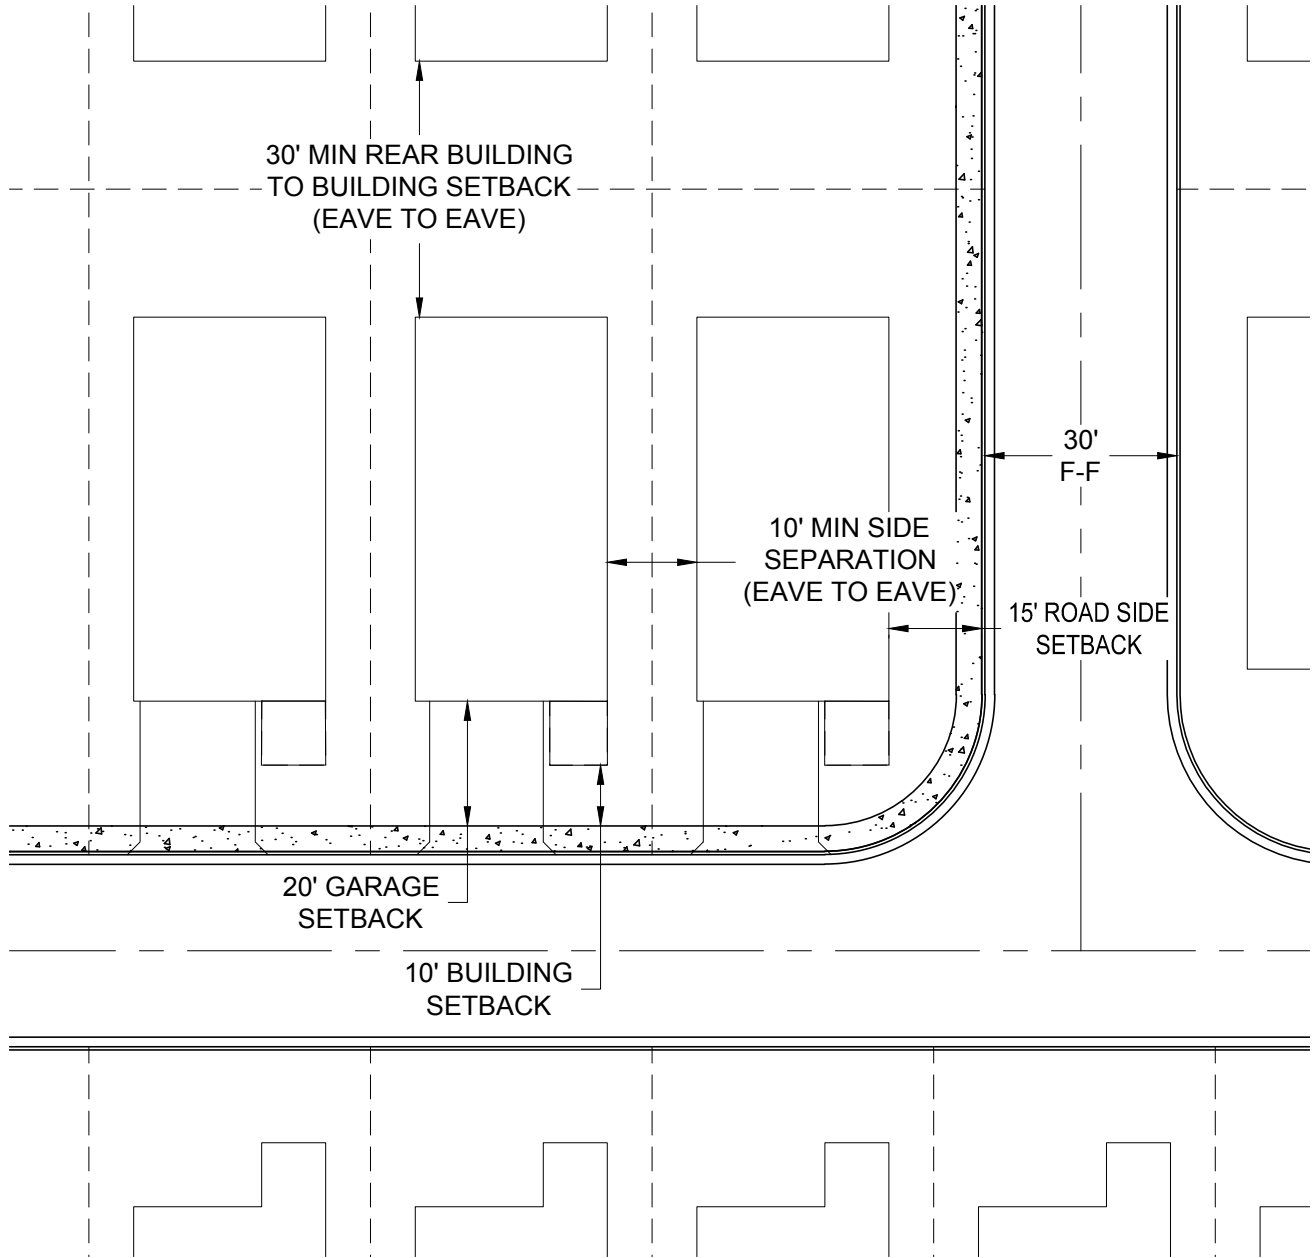 30' MIN REAR BUILDING
TO BUILDING SETBACK
(EAVE TO EAVE)
30'
F-F
10' MIN SIDE
SEPARATION
(EAVE TO EAVE)
15' ROAD SIDE
SETBACK
20' GARAGE
SETBACK
10' BUILDING
SETBACK